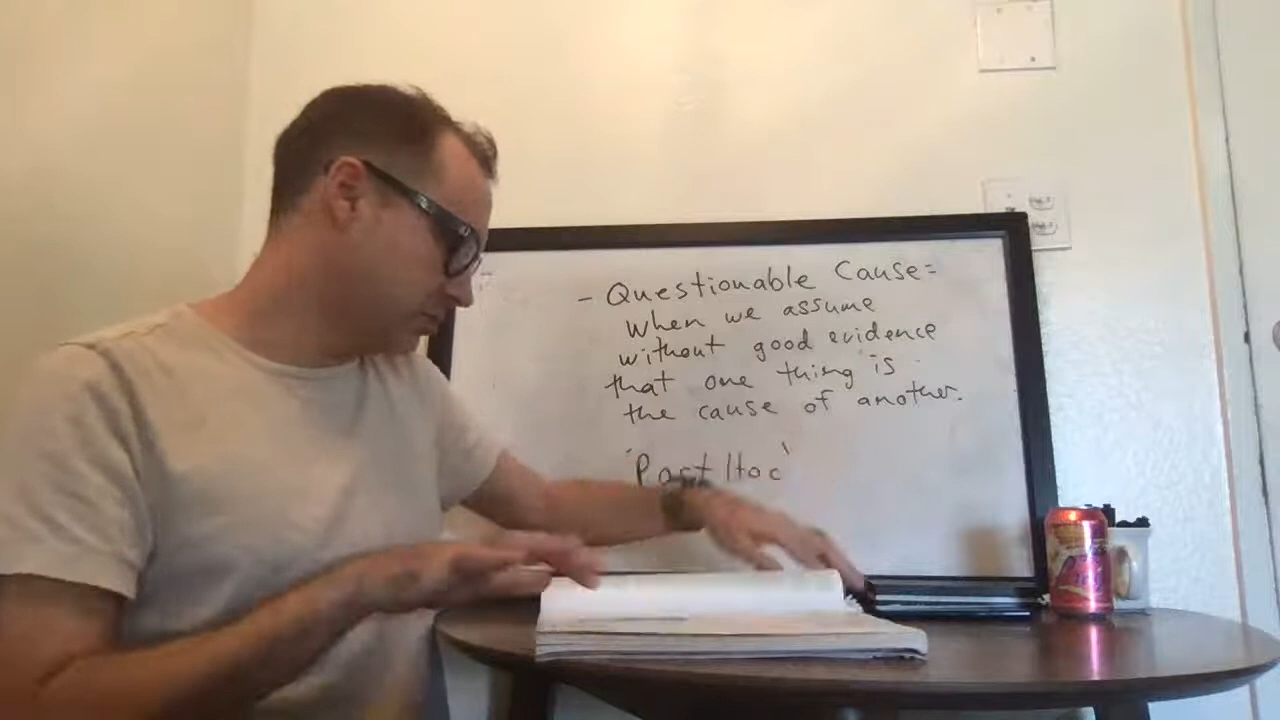 - Questionable Cause=
When we assume
without good evidence
that one thing is
the cause of another.
'Post Hoc'